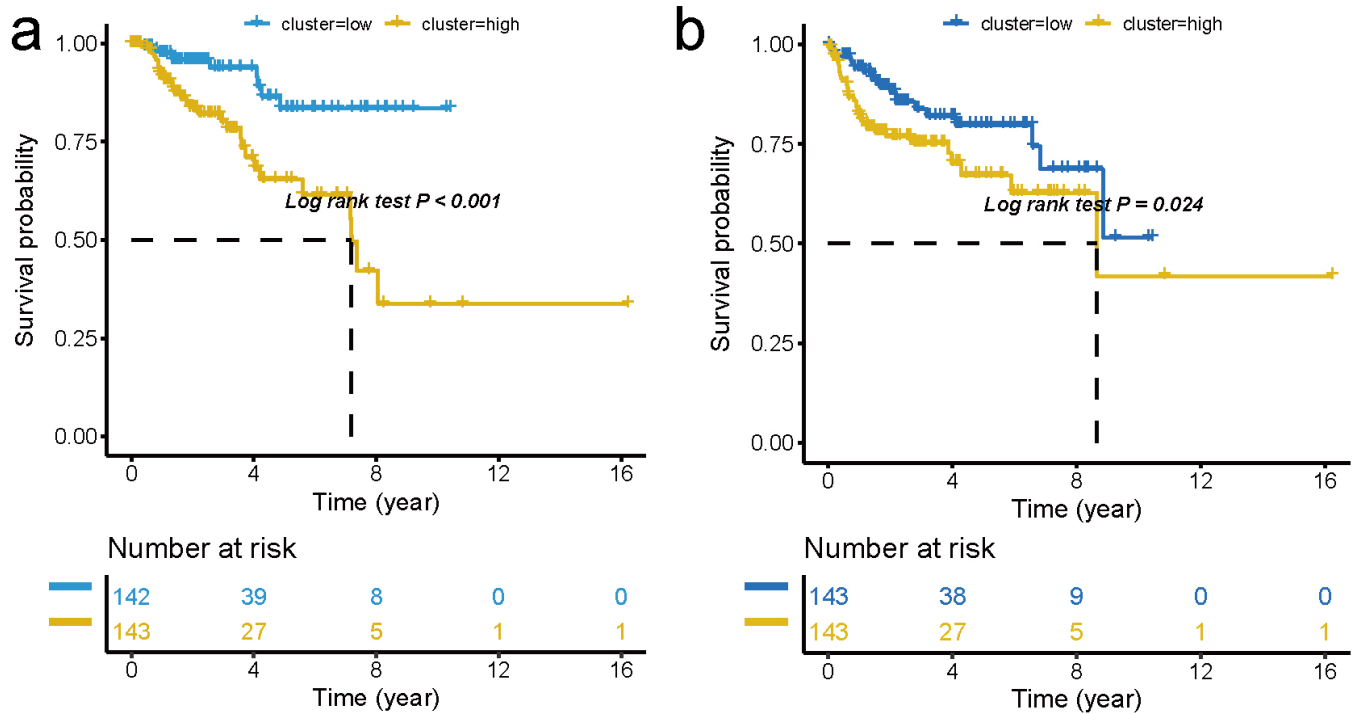 a
cluster=low cluster=high
1.00
0.75
0.50
0.25
0.00
Survival probability
Log rank test P < 0.001
0 4 8 12 16
Time (year)
Number at risk
142 39 8 0 0
143 27 5 1 1
0 4 8 12 16
Time (year)
b
cluster=low cluster=high
1.00
0.75
0.50
0.25
0.00
Survival probability
Log rank test P = 0.024
0 4 8 12 16
Time (year)
Number at risk
143 38 9 0 0
143 27 5 1 1
0 4 8 12 16
Time (year)